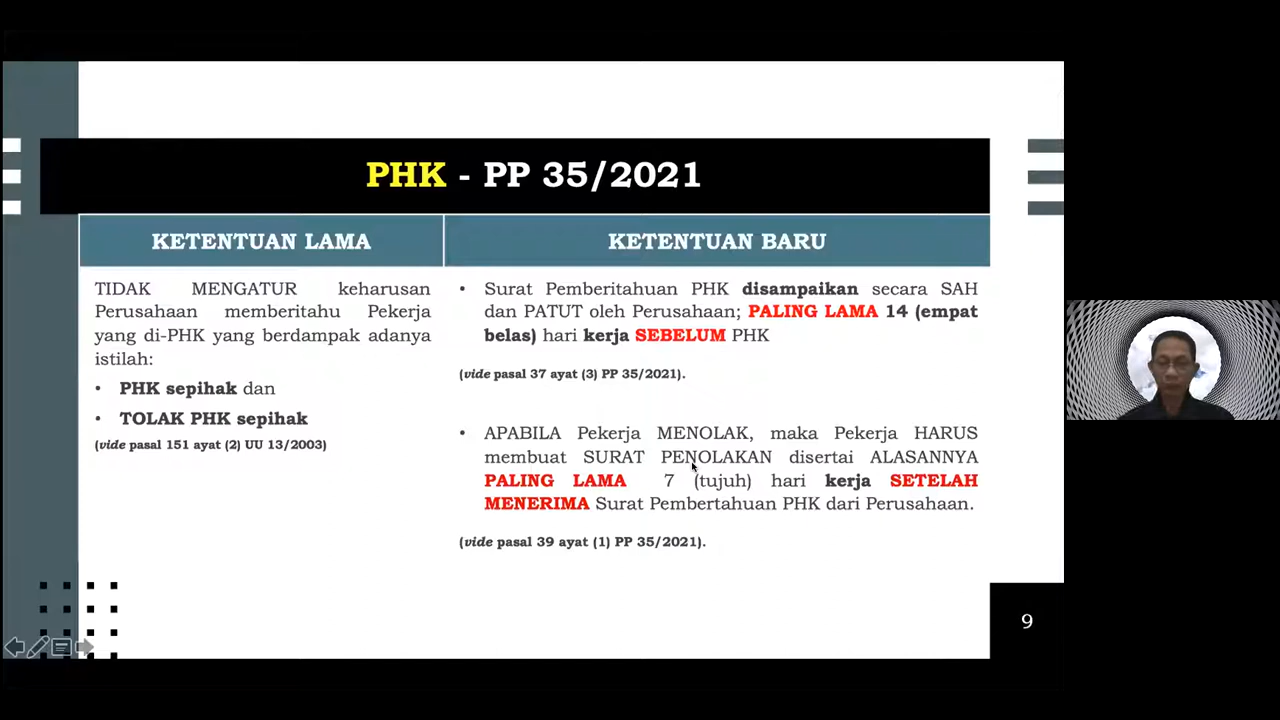 PHK - PP 35/2021
KETENTUAN LAMA
TIDAK MENGATUR keharusan
Perusahaan memberitahu Pekerja
yang di-PHK yang berdampak adanya
istilah:
• PHK sepihak dan
• TOLAK PHK sepihak
(vide pasal 151 ayat (2) UU 13/2003)
KETENTUAN BARU
• Surat Pemberitahuan PHK disampaikan secara SAH
dan PATUT oleh Perusahaan; PALING LAMA 14 (empat
belas) hari kerja SEBELUM PHK
(vide pasal 37 ayat (3) PP 35/2021).
• APABILA Pekerja MENOLAK, maka Pekerja HARUS
membuat SURAT PENOLAKAN disertai ALASANNYA
PALING LAMA 7 (tujuh) hari kerja SETELAH
MENERIMA Surat Pembertahuan PHK dari Perusahaan.
(vide pasal 39 ayat (1) PP 35/2021).
9